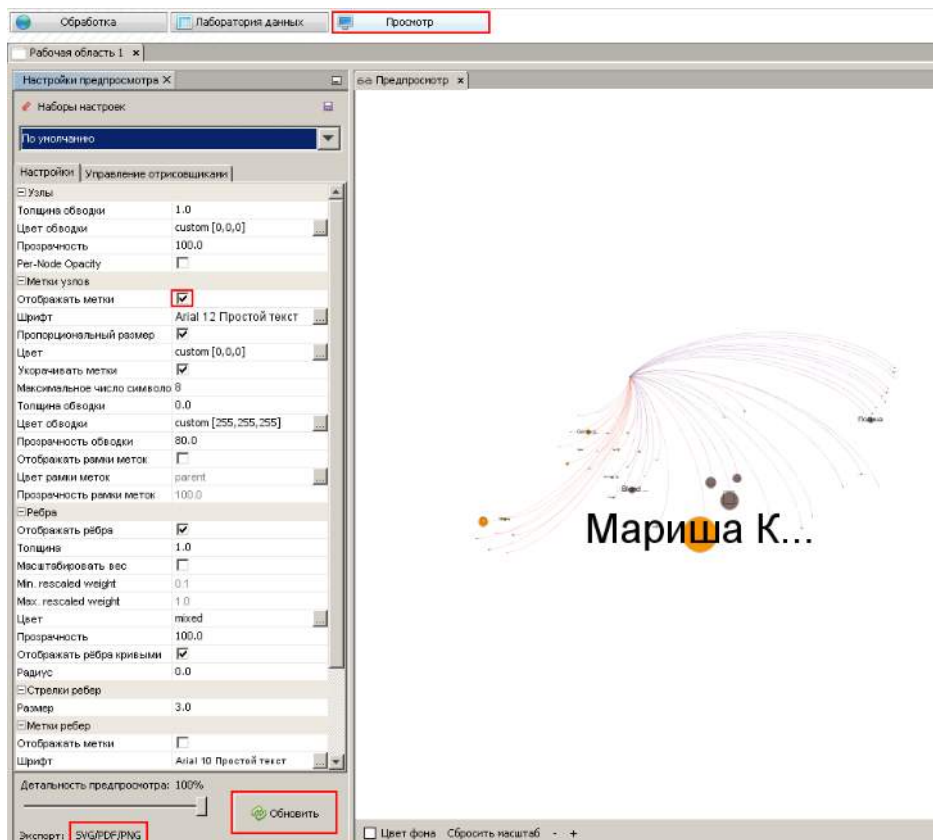 Обработка Лаборатория данных Просмотр
Рабочая область 1 ×
Настройки предпросмотра × Предпросмотр ×
Наборы настроек
По умолчанию
Настройки Управление отрисовщиками
Узлы
Толщина обводки 1.0
Цвет обводки custom [0,0,0] ...
Прозрачность 100.0
Per-Node Opacity
Метки узлов
Отображать метки
Шрифт Arial 12 Простой текст ...
Пропорциональный размер
Цвет custom [0,0,0] ...
Укорачивать метки
Максимальное число символо 8
Толщина обводки 0.0
Цвет обводки custom [255,255,255] ...
Прозрачность обводки 80.0
Отображать рамки меток
Цвет рамки меток parent ...
Прозрачность рамки меток 100.0
Ребра
Отображать рёбра
Толщина 1.0
Масштабировать вес
Min. rescaled weight 0.1
Max. rescaled weight 1.0
Цвет mixed ...
Прозрачность 100.0
Отображать рёбра кривыми
Радиус 0.0
Стрелки ребер
Размер 3.0
Метки ребер
Отображать метки
Шрифт Arial 10 Простой текст ...
Мариша К...
Детальность предпросмотра: 100%
Обновить
Экспорт: SVG/PDF/PNG
Цвет фона Сбросить масштаб - +